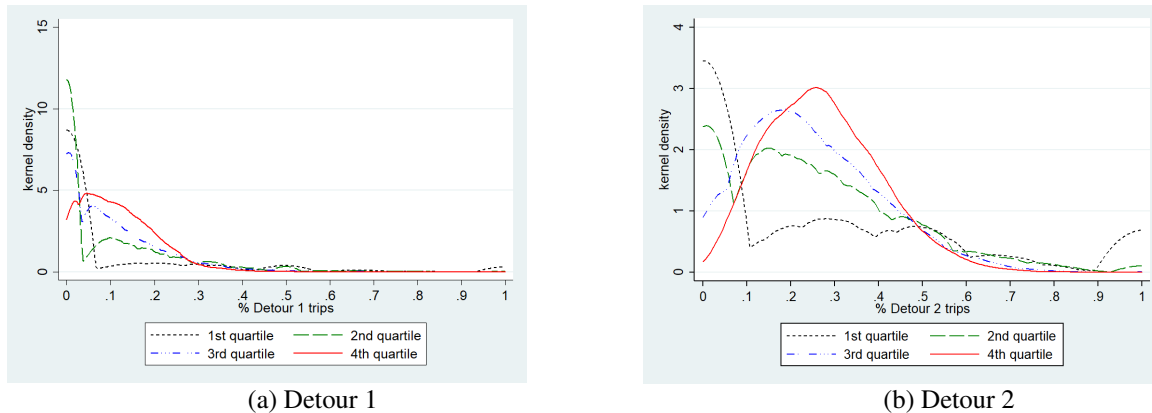 15
10
5
0
kernel density
0 .1 .2 .3 .4 .5 .6 .7 .8 .9 1
% Detour 1 trips
1st quartile 2nd quartile
3rd quartile 4th quartile
(a) Detour 1
4
3
2
1
0
kernel density
0 .1 .2 .3 .4 .5 .6 .7 .8 .9 1
% Detour 2 trips
1st quartile 2nd quartile
3rd quartile 4th quartile
(b) Detour 2